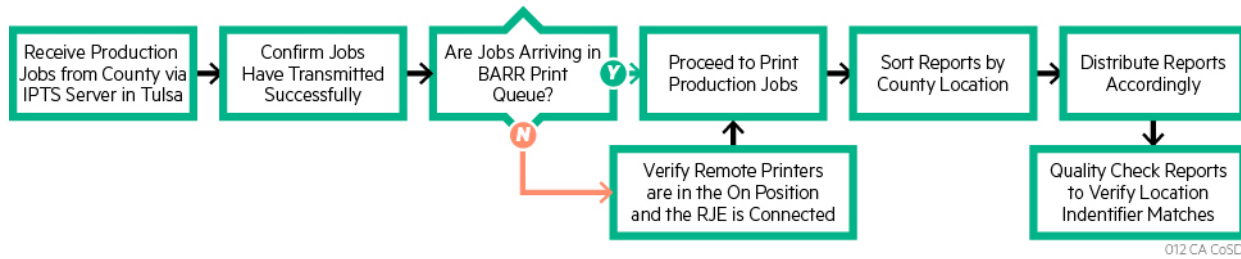 Receive Production
Jobs from County via
IPTS Server in Tulsa
Confirm Jobs
Have Transmitted
Successfully
Are Jobs Arriving in
BARR Print
Queue?
Y
N
Proceed to Print
Production Jobs
Sort Reports by
County Location
Distribute Reports
Accordingly
Verify Remote Printers
are in the On Position
and the RJE is Connected
Quality Check Reports
to Verify Location
Indentifier Matches
012 CA CoSD